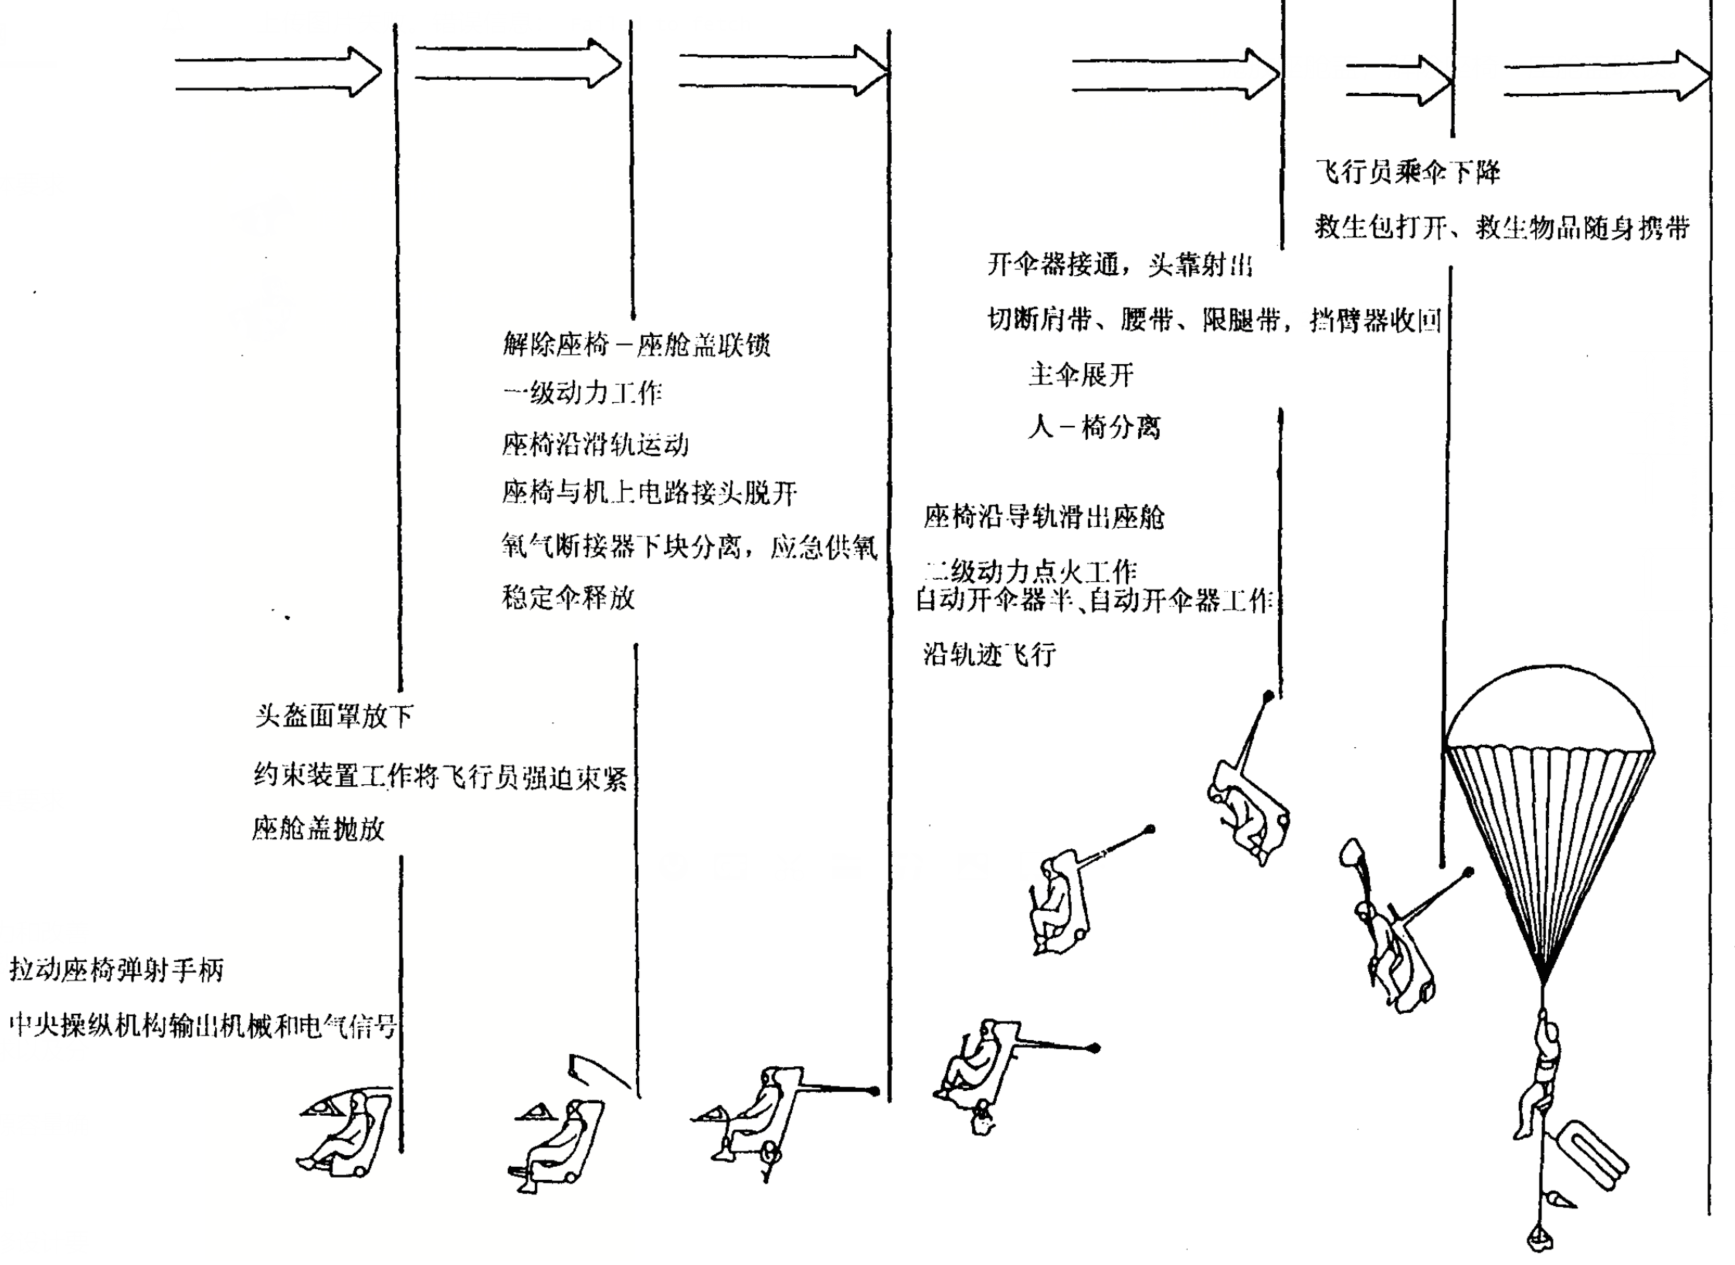 拉动座椅弹射手柄
中央操纵机构输出机械和电气信号
头盔面罩放下
约束装置工作将飞行员强迫束紧
座舱盖抛放
解除座椅－座舱盖联锁
一级动力工作
座椅沿滑轨运动
座椅与机上电路接头脱开
氧气断接器下块分离，应急供氧
稳定伞释放
座椅沿导轨滑出座舱
二级动力点火工作
自动开伞器半、自动开伞器工作
沿轨迹飞行
开伞器接通，头靠射出
切断肩带、腰带、限腿带，挡臂器收回
主伞展开
人－椅分离
飞行员乘伞下降
救生包打开、救生物品随身携带